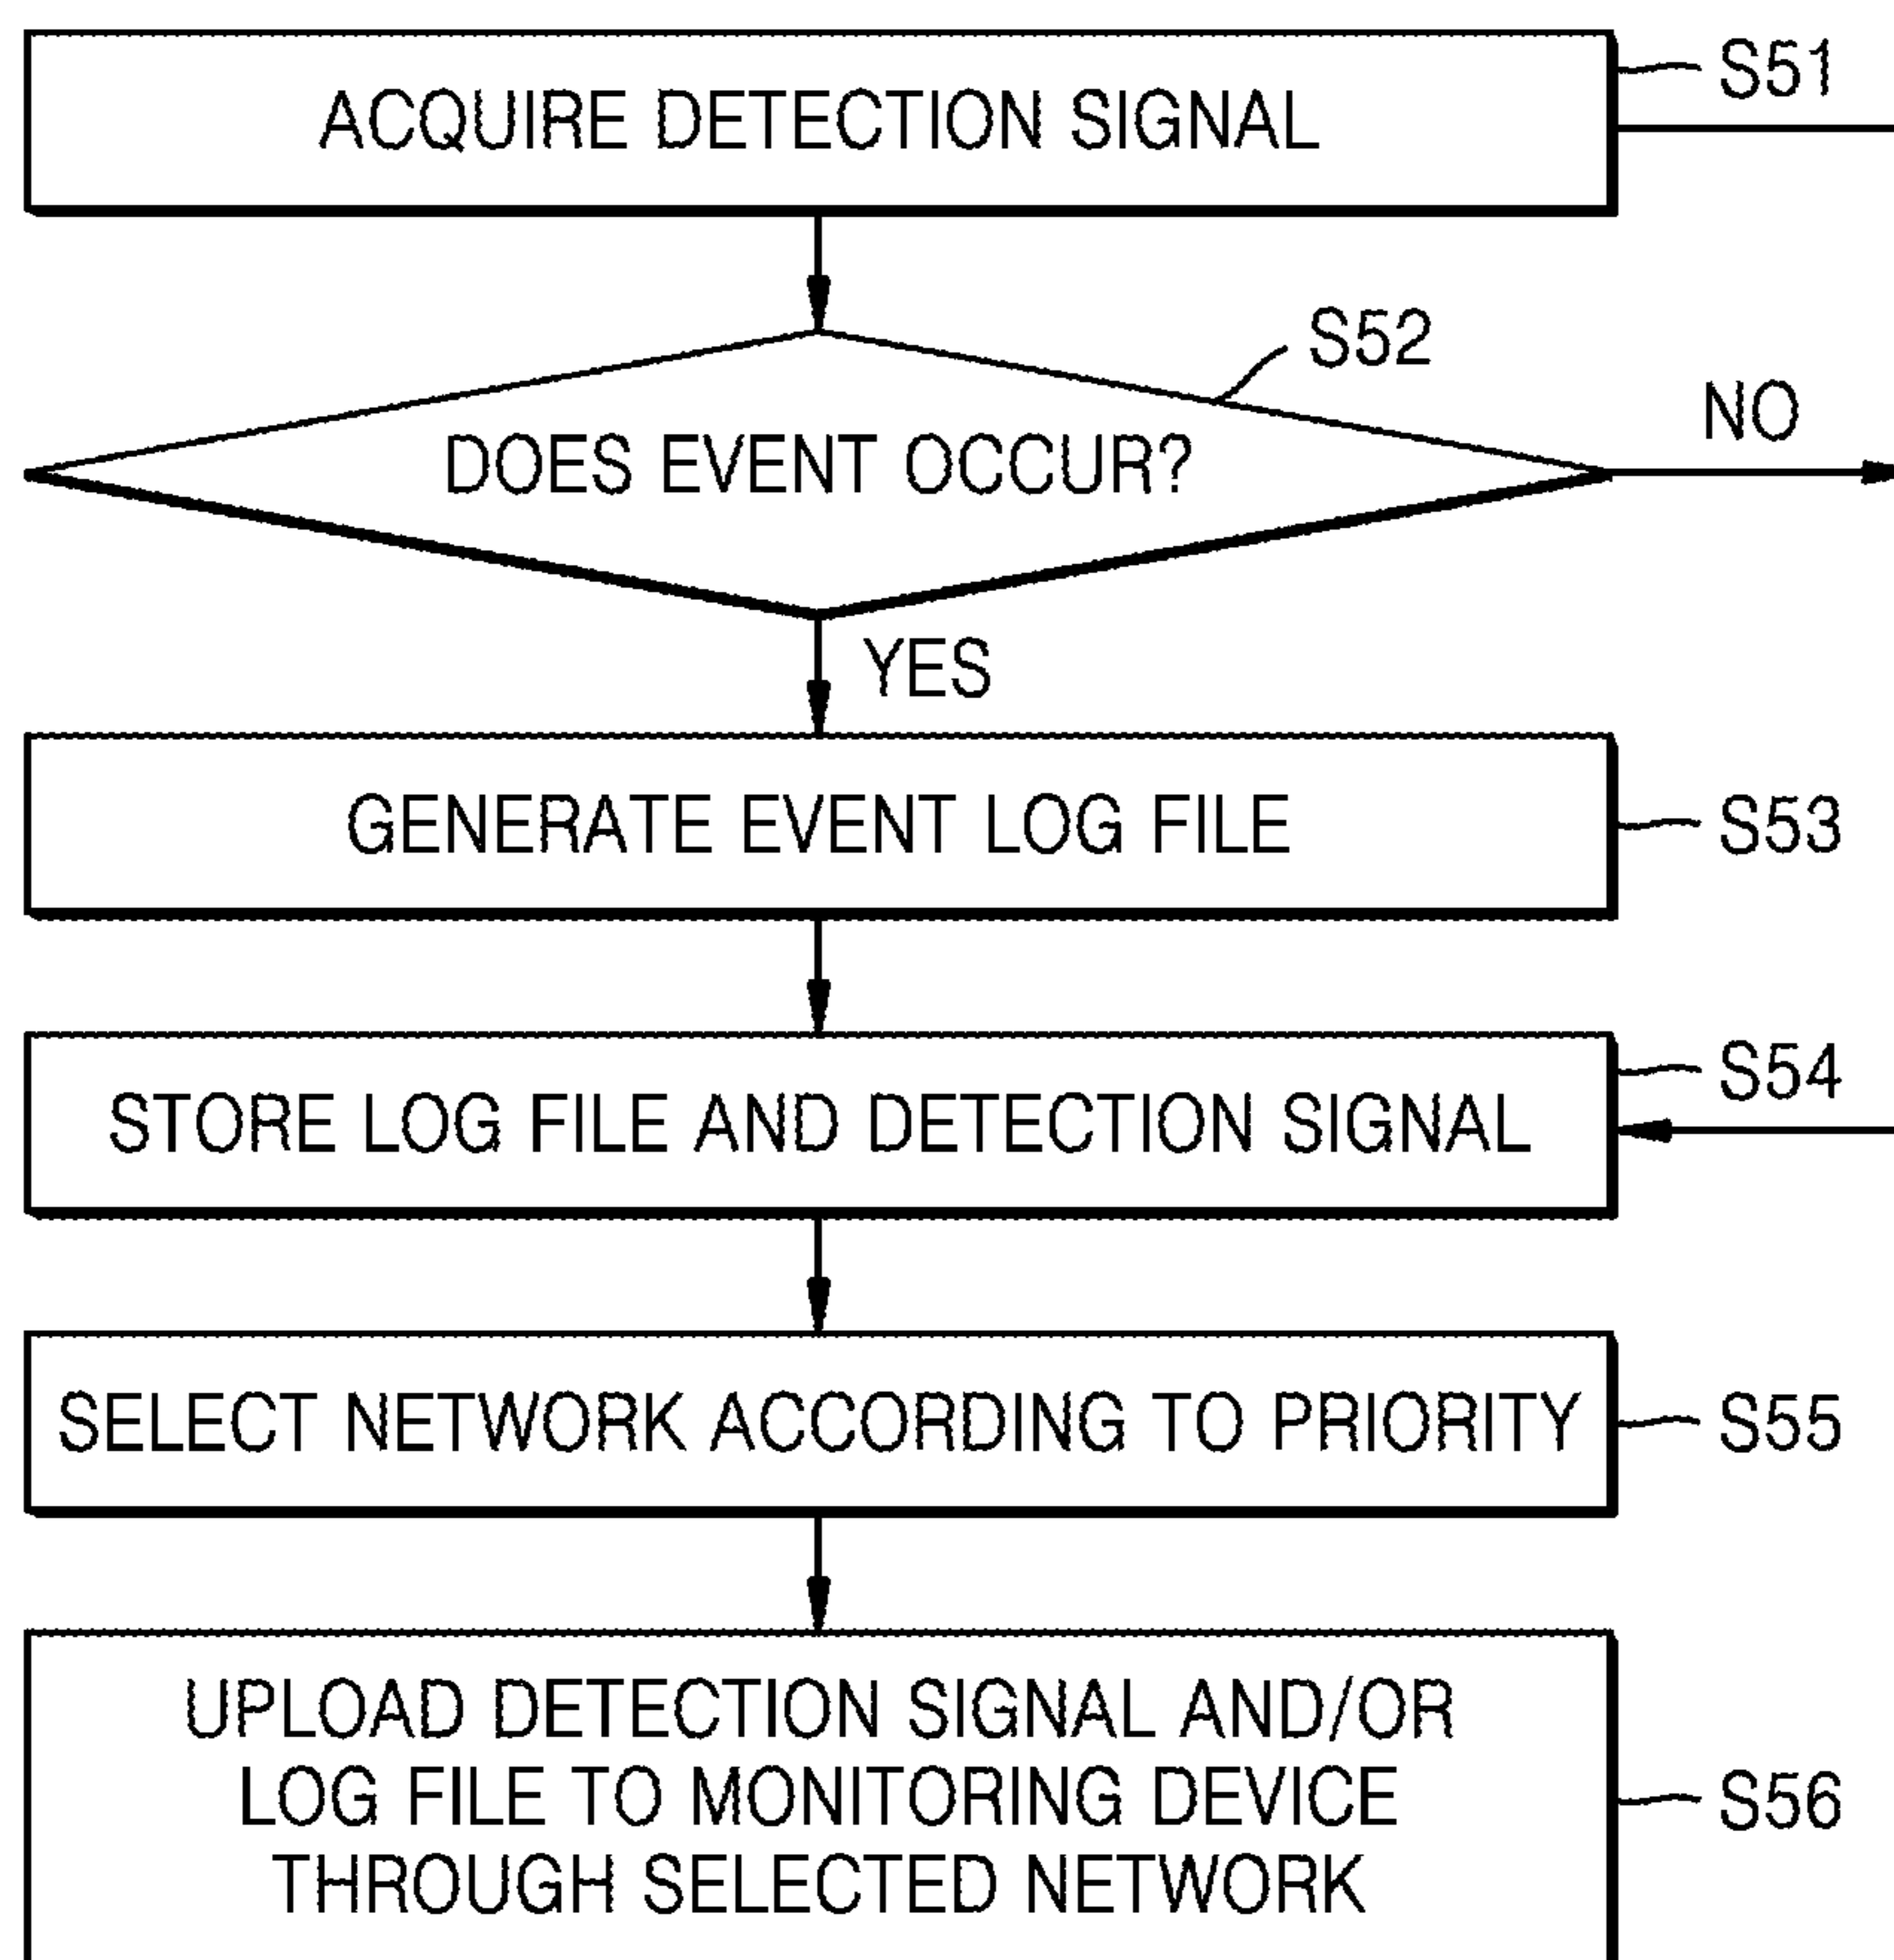 ACQUIRE DETECTION SIGNAL
S51
S52
DOES EVENT OCCUR?
NO
YES
GENERATE EVENT LOG FILE
S53
STORE LOG FILE AND DETECTION SIGNAL
S54
SELECT NETWORK ACCORDING TO PRIORITY
S55
UPLOAD DETECTION SIGNAL AND/OR
LOG FILE TO MONITORING DEVICE
THROUGH SELECTED NETWORK
S56